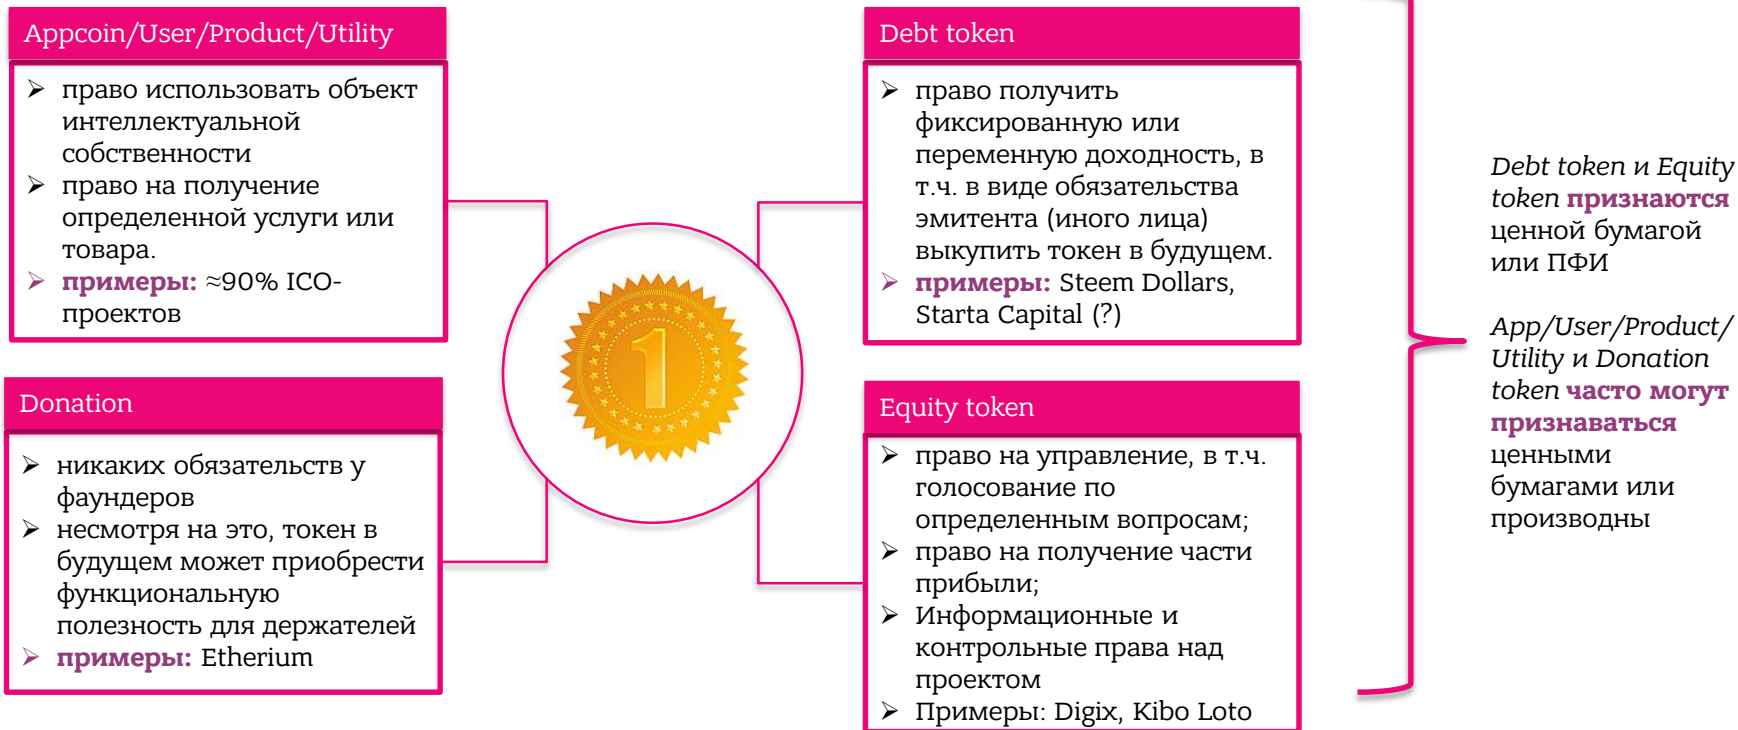 Appcoin/User/Product/Utility
➢ право использовать объект
интеллектуальной
собственности
➢ право на получение
определенной услуги или
товара.
➢ примеры: ≈90% ICO-
проектов
Donation
➢ никаких обязательств у
фаундеров
➢ несмотря на это, токен в
будущем может приобрести
функциональную
полезность для держателей
➢ примеры: Etherium
1
Debt token
➢ право получить
фиксированную или
переменную доходность, в
т.ч. в виде обязательства
эмитента (иного лица)
выкупить токен в будущем.
➢ примеры: Steem Dollars,
Starta Capital (?)
Equity token
➢ право на управление, в т.ч.
голосование по
определенным вопросам;
➢ право на получение части
прибыли;
➢ Информационные и
контрольные права над
проектом
➢ Примеры: Digix, Kibo Loto
Debt token и Equity
token признаются
ценной бумагой
или ПФИ
App/User/Product/
Utility и Donation
token часто могут
признаваться
ценными
бумагами или
производны